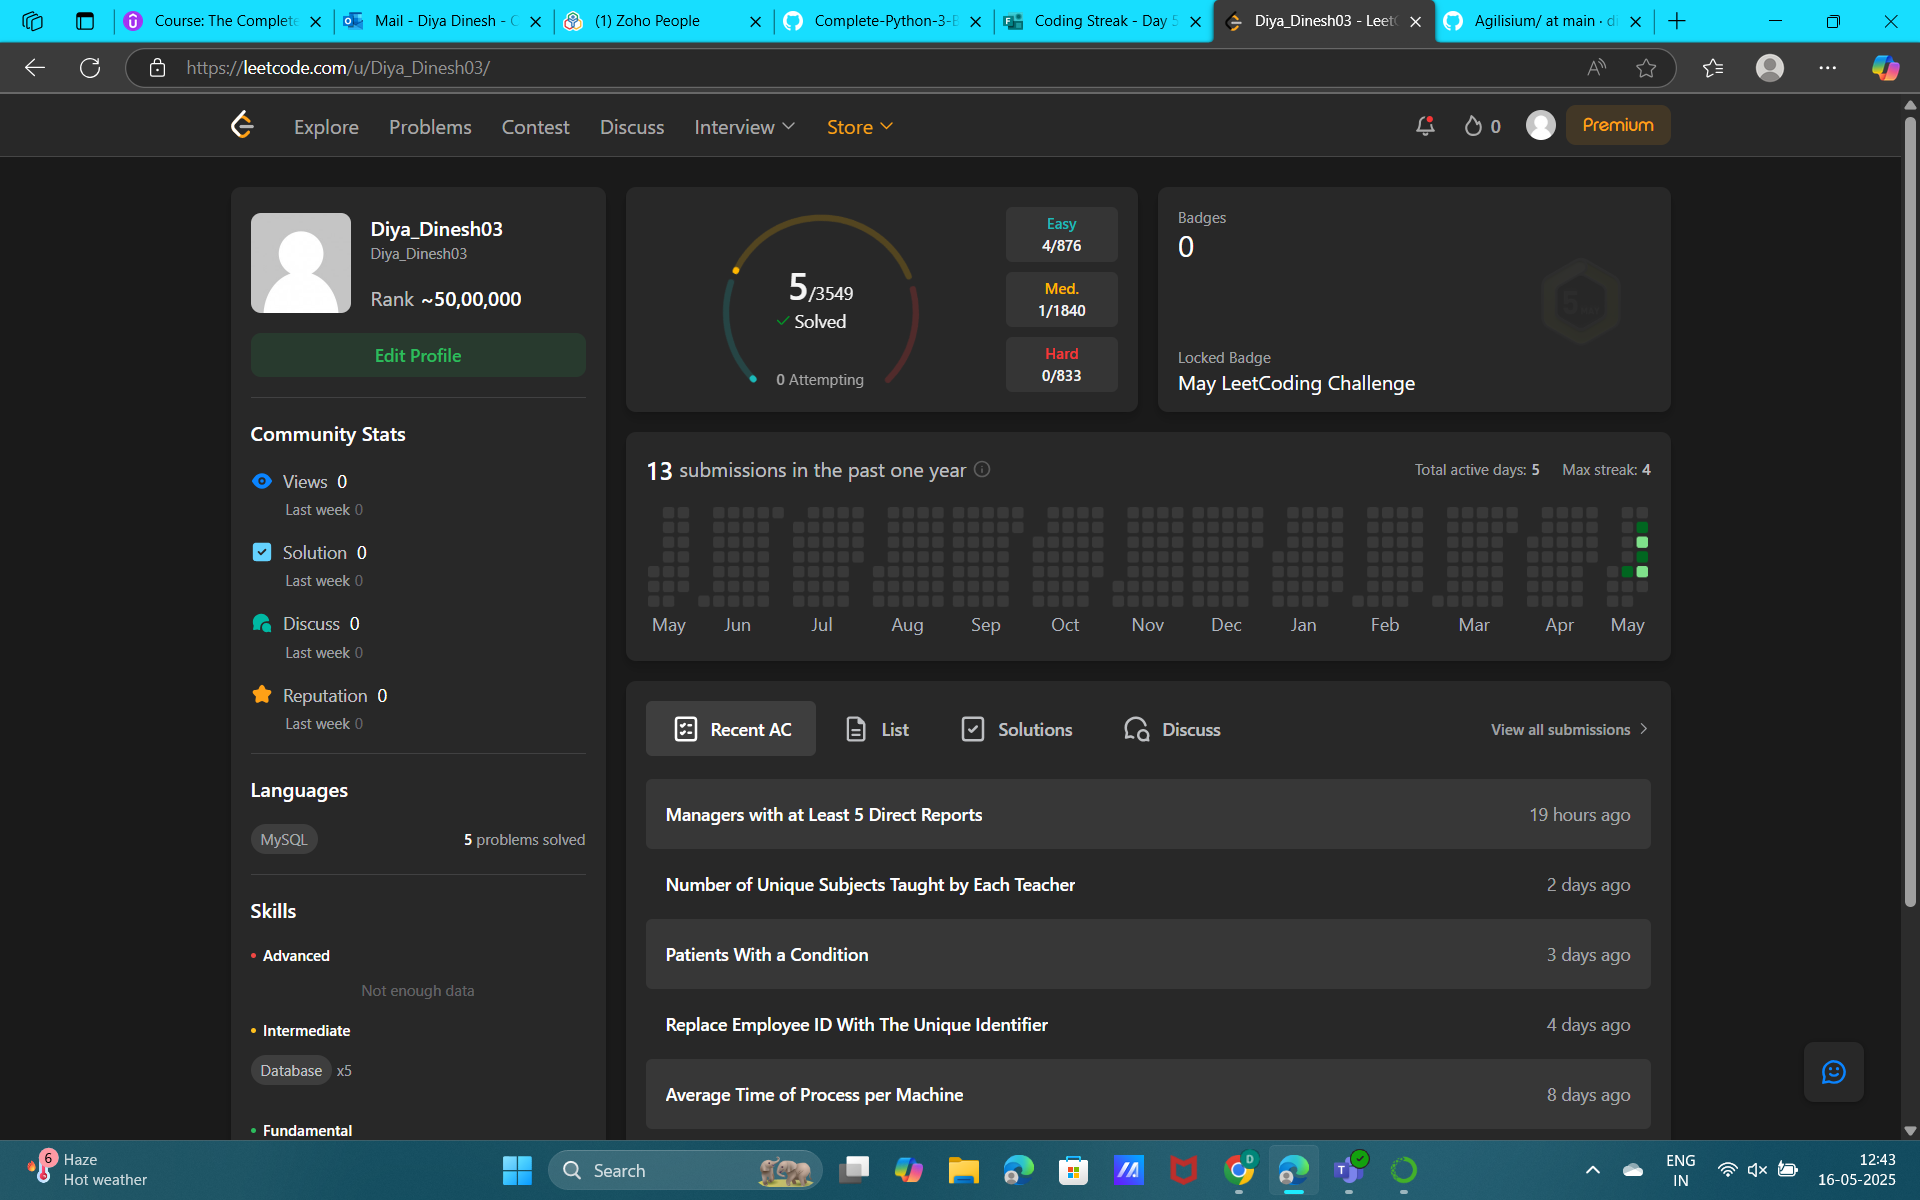 Course: The Complete
Mail - Diya Dinesh - O
(1) Zoho People
Complete-Python-3-B
Coding Streak - Day 5
Diya_Dinesh03 - LeetC
Agilisium/ at main · di
https://leetcode.com/u/Diya_Dinesh03/
Explore Problems Contest Discuss Interview Store 0 Premium
Diya_Dinesh03
Diya_Dinesh03
Rank ~50,00,000
Edit Profile
Community Stats
Views 0
Last week 0
Solution 0
Last week 0
Discuss 0
Last week 0
Reputation 0
Last week 0
Languages
MySQL 5 problems solved
Skills
• Advanced
Not enough data
• Intermediate
Database x5
• Fundamental
5/3549
Solved
0 Attempting
Easy
4/876
Med.
1/1840
Hard
0/833
Badges
0
Locked Badge
May LeetCoding Challenge
13 submissions in the past one year Total active days: 5 Max streak: 4
May Jun Jul Aug Sep Oct Nov Dec Jan Feb Mar Apr May
Recent AC List Solutions Discuss View all submissions
Managers with at Least 5 Direct Reports 19 hours ago
Number of Unique Subjects Taught by Each Teacher 2 days ago
Patients With a Condition 3 days ago
Replace Employee ID With The Unique Identifier 4 days ago
Average Time of Process per Machine 8 days ago
6
Haze
Hot weather
Search
ENG
IN
12:43
16-05-2025